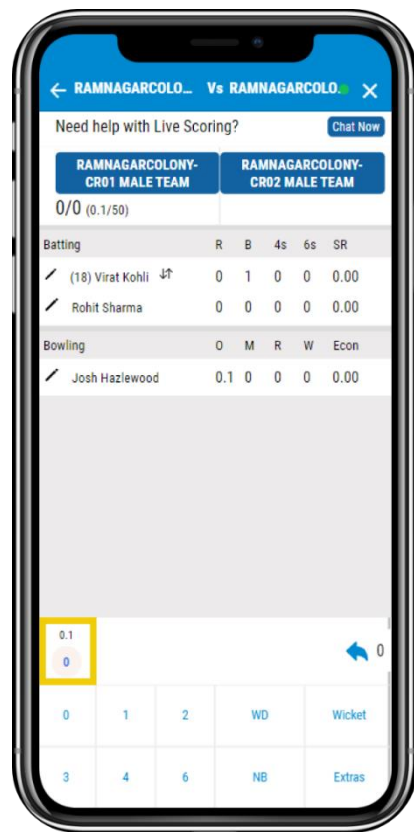 ← RAMNAGARCOLO... Vs RAMNAGARCOLO. ✕
Need help with Live Scoring? Chat Now
RAMNAGARCOLONY-CR01 MALE TEAM
RAMNAGARCOLONY-CR02 MALE TEAM
0/0 (0.1/50)
Batting R B 4s 6s SR
(18) Virat Kohli 0 1 0 0 0.00
Rohit Sharma 0 0 0 0 0.00
Bowling O M R W Econ
Josh Hazlewood 0.1 0 0 0 0.00
0.1
0 0
0 1 2 WD Wicket
3 4 6 NB Extras